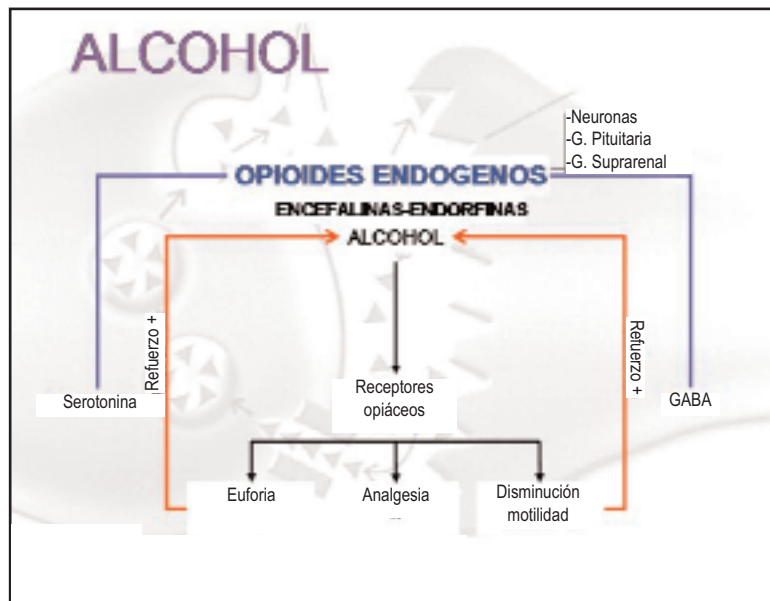 ALCOHOL
-Neuronas
-G. Pituitaria
-G. Suprarenal
OPIOIDES ENDOGENOS
ENCEFALINAS-ENDORFINAS
ALCOHOL
Refuerzo +
Refuerzo +
Serotonina
Receptores
opiáceos
GABA
Euforia
Analgesia
Disminución
motilidad